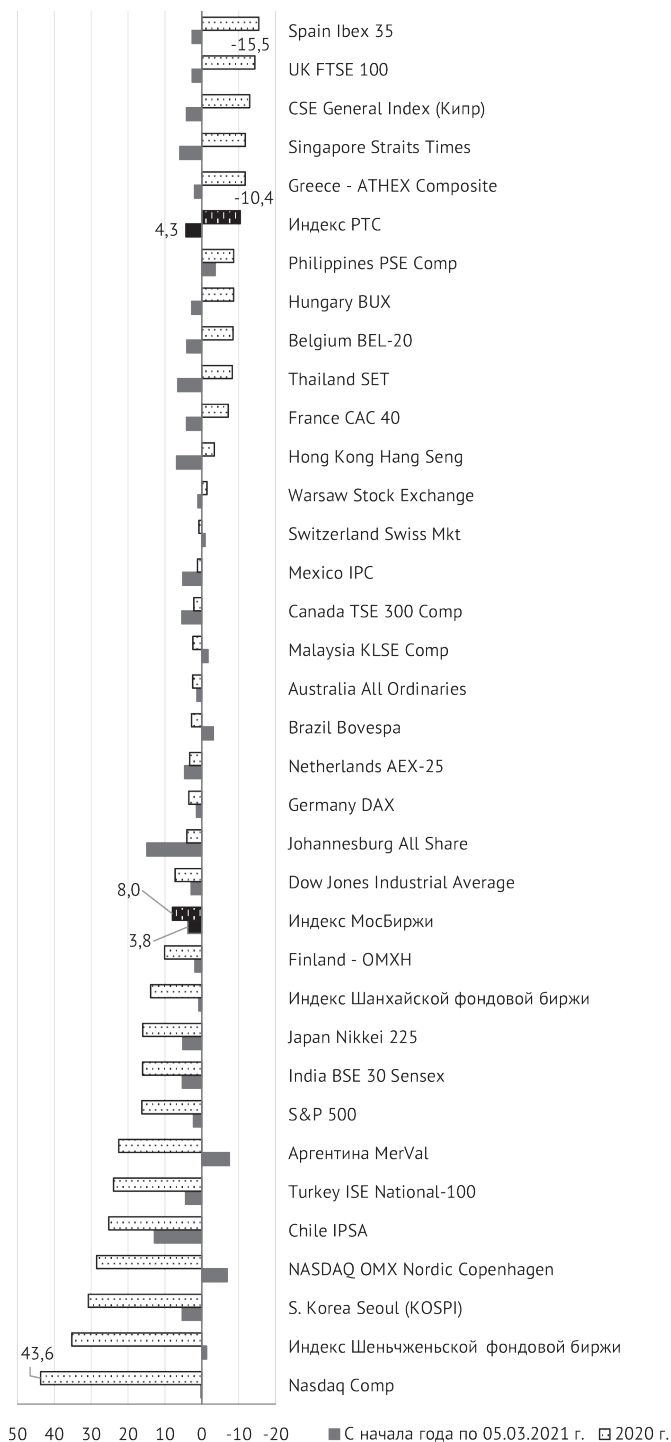 Spain Ibex 35
-15,5
UK FTSE 100
CSE General Index (Кипр)
Singapore Straits Times
Greece - ATHEX Composite
-10,4
Индекс РТС
4,3
Philippines PSE Comp
Hungary BUX
Belgium BEL-20
Thailand SET
France CAC 40
Hong Kong Hang Seng
Warsaw Stock Exchange
Switzerland Swiss Mkt
Mexico IPC
Canada TSE 300 Comp
Malaysia KLSE Comp
Australia All Ordinaries
Brazil Bovespa
Netherlands AEX-25
Germany DAX
Johannesburg All Share
Dow Jones Industrial Average
8,0
Индекс МосБиржи
3,8
Finland - OMXH
Индекс Шанхайской фондовой биржи
Japan Nikkei 225
India BSE 30 Sensex
S&P 500
Аргентина MerVal
Turkey ISE National-100
Chile IPSA
NASDAQ OMX Nordic Copenhagen
S. Korea Seoul (KOSPI)
Индекс Шеньчженьской фондовой биржи
43,6
Nasdaq Comp
50 40 30 20 10 0 -10 -20
С начала года по 05.03.2021 г. 2020 г.